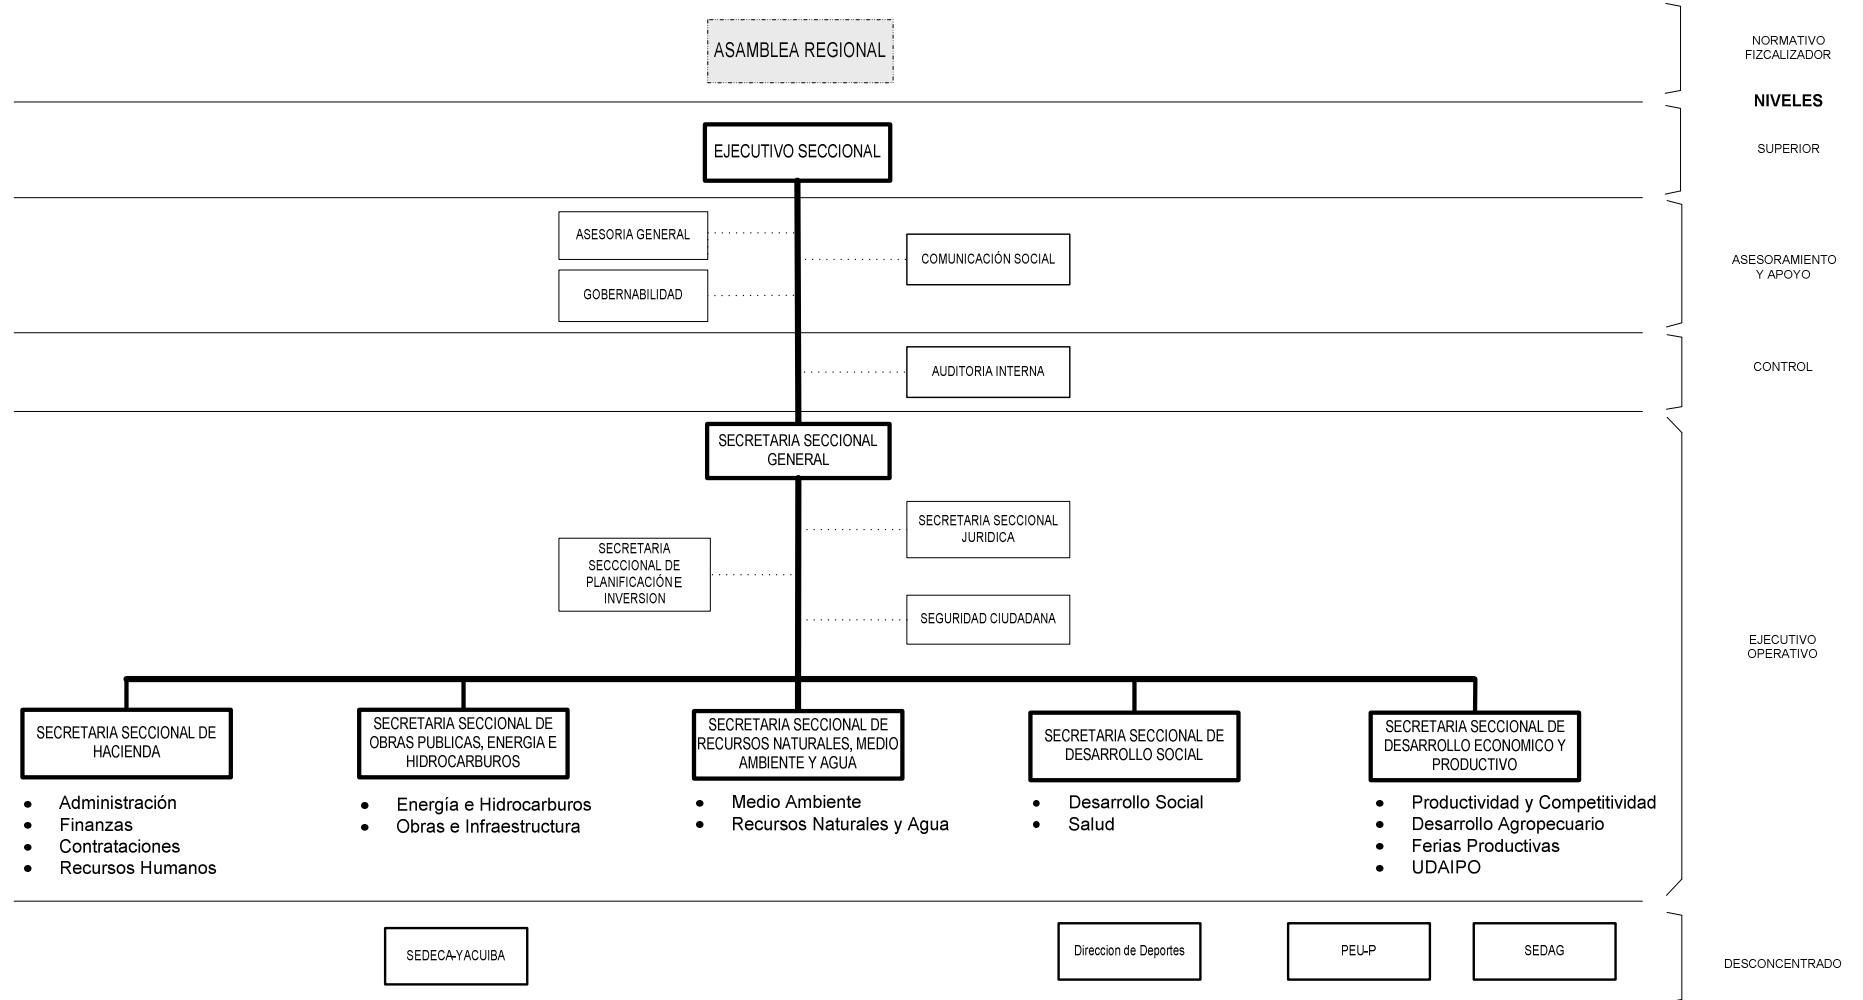 ASAMBLEA REGIONAL
NORMATIVO
FIZCALIZADOR
NIVELES
EJECUTIVO SECCIONAL
SUPERIOR
ASESORIA GENERAL
COMUNICACIÓN SOCIAL
GOBERNABILIDAD
ASESORAMIENTO
Y APOYO
AUDITORIA INTERNA
CONTROL
SECRETARIA SECCIONAL
GENERAL
SECRETARIA SECCIONAL
JURIDICA
SECRETARIA
SECCCIONAL DE
PLANIFICACIÓN E
INVERSION
SEGURIDAD CIUDADANA
EJECUTIVO
OPERATIVO
SECRETARIA SECCIONAL DE
HACIENDA
• Administración
• Finanzas
• Contrataciones
• Recursos Humanos
SECRETARIA SECCIONAL DE
OBRAS PUBLICAS, ENERGIA E
HIDROCARBUROS
• Energía e Hidrocarburos
• Obras e Infraestructura
SECRETARIA SECCIONAL DE
RECURSOS NATURALES, MEDIO
AMBIENTE Y AGUA
• Medio Ambiente
• Recursos Naturales y Agua
SECRETARIA SECCIONAL DE
DESARROLLO SOCIAL
• Desarrollo Social
• Salud
SECRETARIA SECCIONAL DE
DESARROLLO ECONOMICO Y
PRODUCTIVO
• Productividad y Competitividad
• Desarrollo Agropecuario
• Ferias Productivas
• UDAIPO
SEDECA-YACUIBA
Direccion de Deportes
PEU-P
SEDAG
DESCONCENTRADO